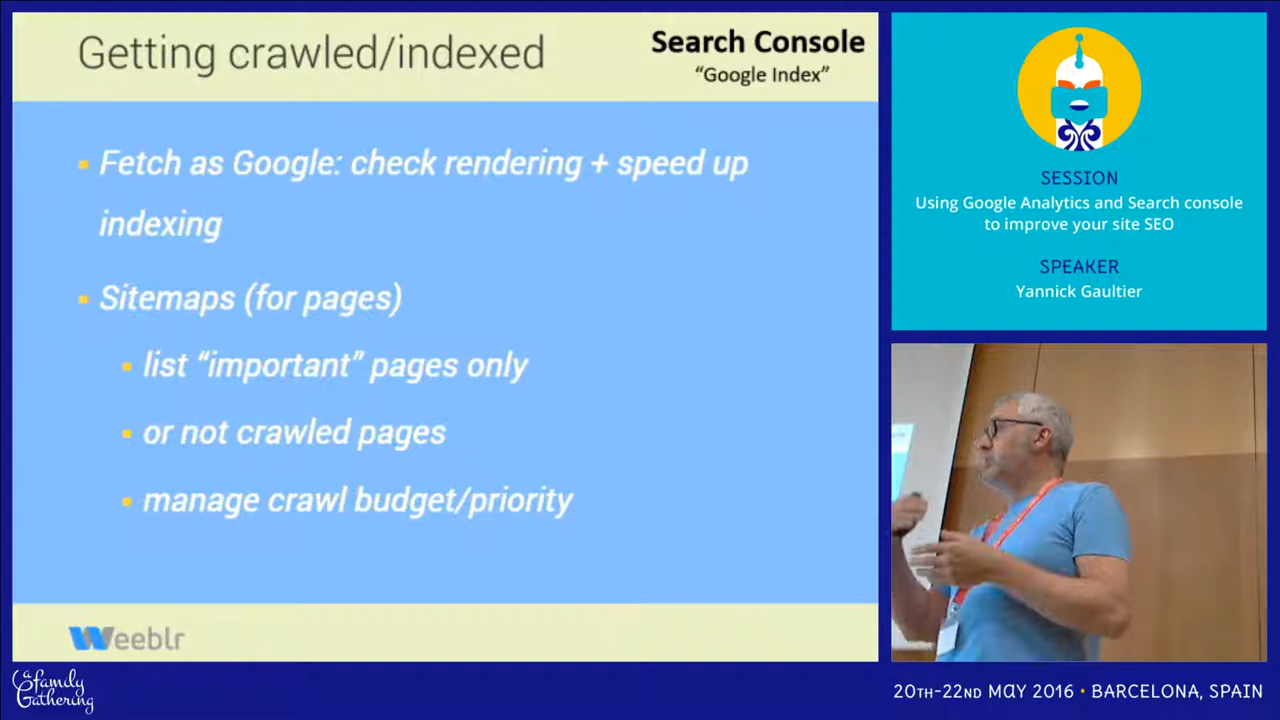 Getting crawled/indexed
Search Console
“Google Index”
Fetch as Google: check rendering + speed up
indexing
Sitemaps (for pages)
list “important” pages only
or not crawled pages
manage crawl budget/priority
Weeblr
SESSION
Using Google Analytics and Search console
to improve your site SEO
SPEAKER
Yannick Gaultier
a family
Gathering
20TH-22ND MAY 2016 • BARCELONA, SPAIN